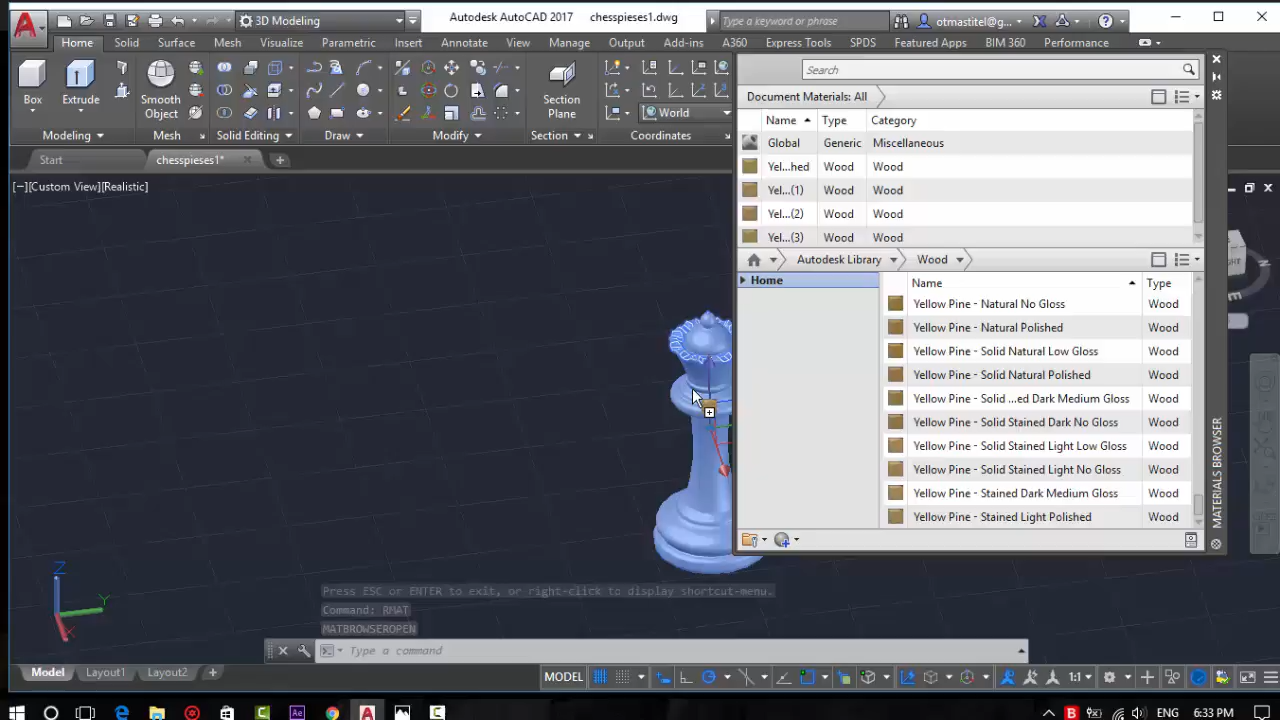 3D Modeling
Autodesk AutoCAD 2017 chesspieses1.dwg
Type a keyword or phrase
otmastitel@g...
Home Solid Surface Mesh Visualize Parametric Insert Annotate View Manage Output Add-ins A360 Express Tools SPDS Featured Apps BIM 360 Performance
Box
Extrude
Smooth
Object
Section
Plane
World
Modeling Mesh Solid Editing Draw Modify Section Coordinates
Start chesspieses1*
[−][Custom View][Realistic]
Search
Document Materials: All
Name Type Category
Global Generic Miscellaneous
Yel...hed Wood Wood
Yel...(1) Wood Wood
Yel...(2) Wood Wood
Yel...(3) Wood Wood
Autodesk Library Wood
Home
Name Type
Yellow Pine - Natural No Gloss Wood
Yellow Pine - Natural Polished Wood
Yellow Pine - Solid Natural Low Gloss Wood
Yellow Pine - Solid Natural Polished Wood
Yellow Pine - Solid ...ed Dark Medium Gloss Wood
Yellow Pine - Solid Stained Dark No Gloss Wood
Yellow Pine - Solid Stained Light Low Gloss Wood
Yellow Pine - Solid Stained Light No Gloss Wood
Yellow Pine - Stained Dark Medium Gloss Wood
Yellow Pine - Stained Light Polished Wood
MATERIALS BROWSER
Z
Y
X
Press ESC or ENTER to exit, or right-click to display shortcut-menu.
Command: RMAT
MATBROWSEROPEN
Type a command
Model Layout1 Layout2
MODEL
1:1
ENG 6:33 PM